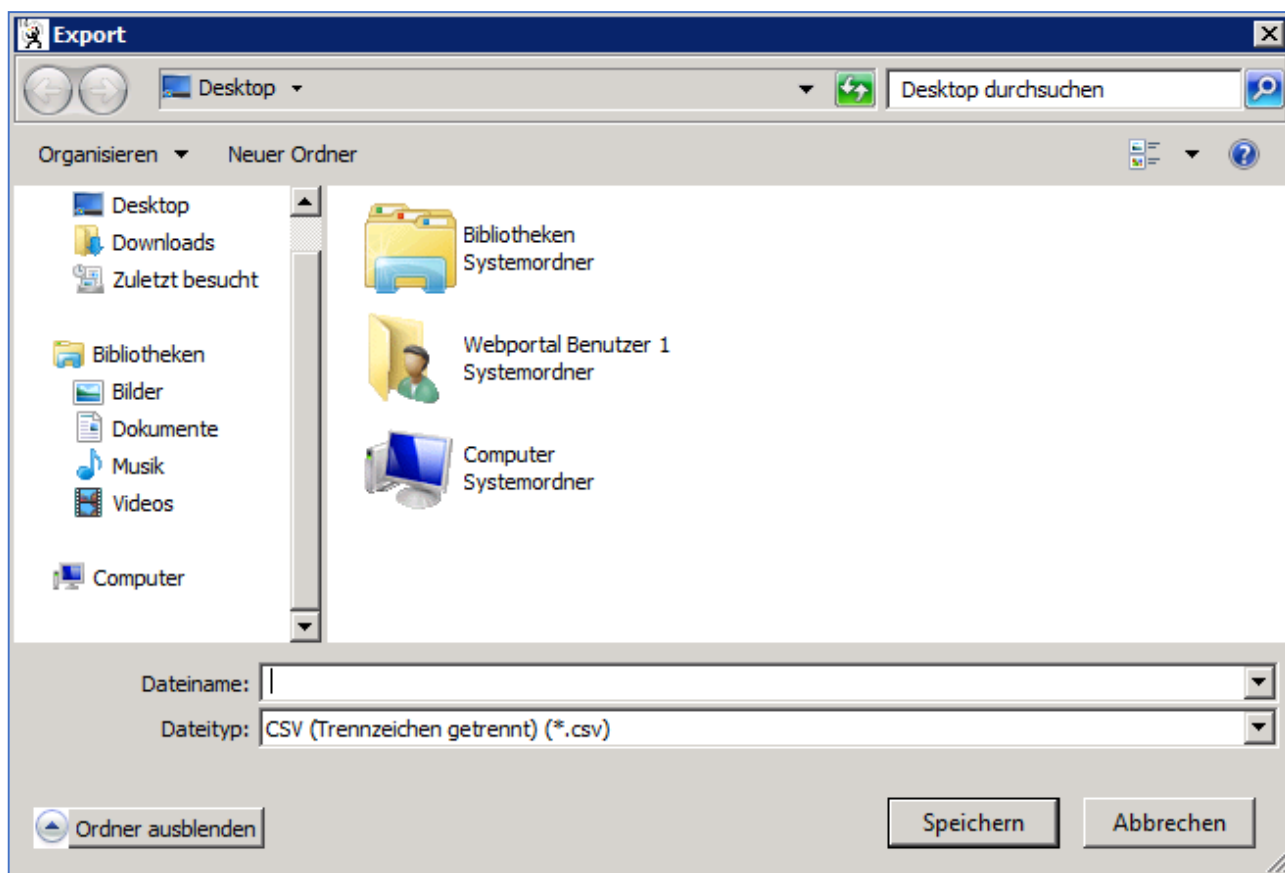 Export
Desktop
Desktop durchsuchen
Organisieren
Neuer Ordner
Desktop
Downloads
Zuletzt besucht
Bibliotheken
Bilder
Dokumente
Musik
Videos
Computer
Bibliotheken
Systemordner
Webportal Benutzer 1
Systemordner
Computer
Systemordner
Dateiname:
Dateityp: CSV (Trennzeichen getrennt) (*.csv)
Ordner ausblenden
Speichern
Abbrechen